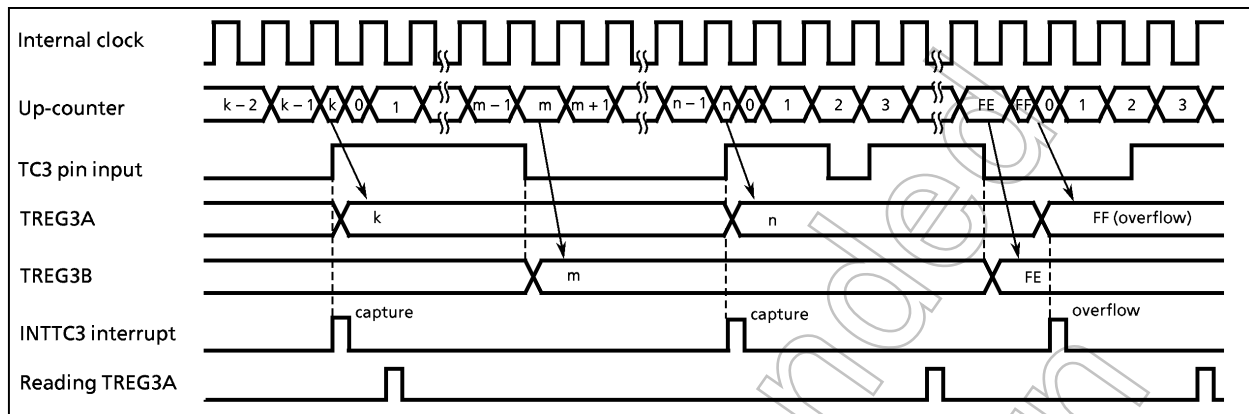 Internal clock
Up-counter k – 2 k – 1 k 0 1 m – 1 m m + 1 n – 1 n 0 1 2 3 FE FF 0 1 2 3
TC3 pin input
TREG3A k n FF (overflow)
TREG3B m FE
INTTC3 interrupt capture capture overflow
Reading TREG3A